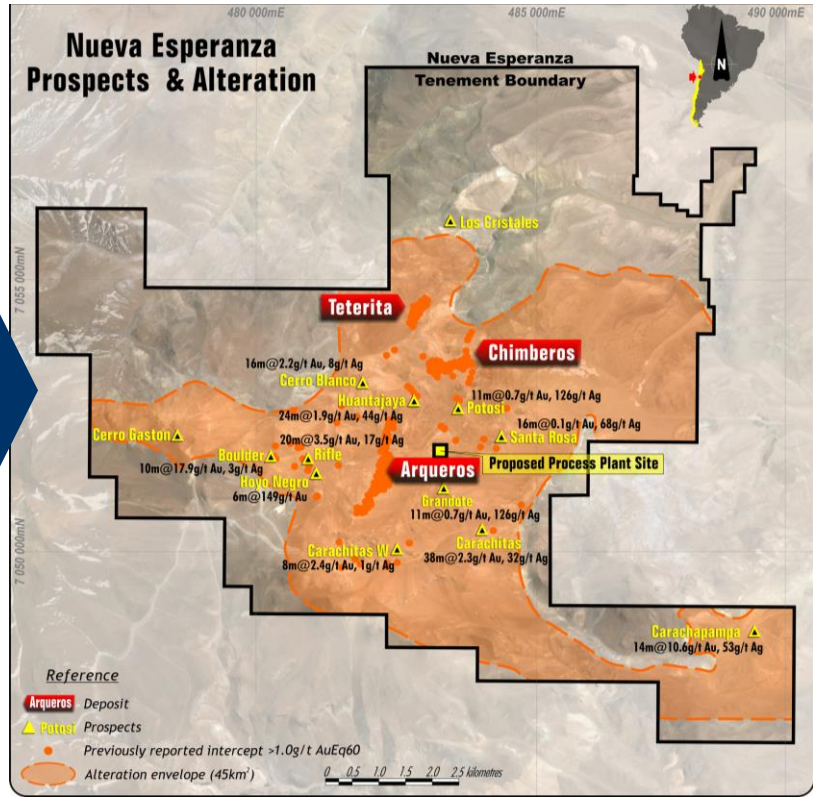 480 000mE
485 000mE
490 000mE
Nueva Esperanza
Prospects & Alteration
Nueva Esperanza
Tenement Boundary
N
7 055 000mN
7 050 000mN
Los Cristales
Teterita
Chimberos
16m@2.2g/t Au, 8g/t Ag
Cerro Blanco
Huantajaya
24m@1.9g/t Au, 44g/t Ag
11m@0.7g/t Au, 126g/t Ag
Potosi
16m@0.1g/t Au, 68g/t Ag
Santa Rosa
Cerro Gaston
20m@3.5g/t Au, 17g/t Ag
Boulder
Rifle
10m@17.9g/t Au, 3g/t Ag
Hoyo Negro
6m@149g/t Au
Proposed Process Plant Site
Arqueros
Grandote
11m@0.7g/t Au, 126g/t Ag
Carachitas
38m@2.3g/t Au, 32g/t Ag
Carachitas W
8m@2.4g/t Au, 1g/t Ag
Carachapampa
14m@10.6g/t Au, 53g/t Ag
Reference
Arqueros Deposit
Potosi Prospects
Previously reported intercept >1.0g/t AuEq60
Alteration envelope (45km²)
0 0.5 1.0 1.5 2.0 2.5 kilometres